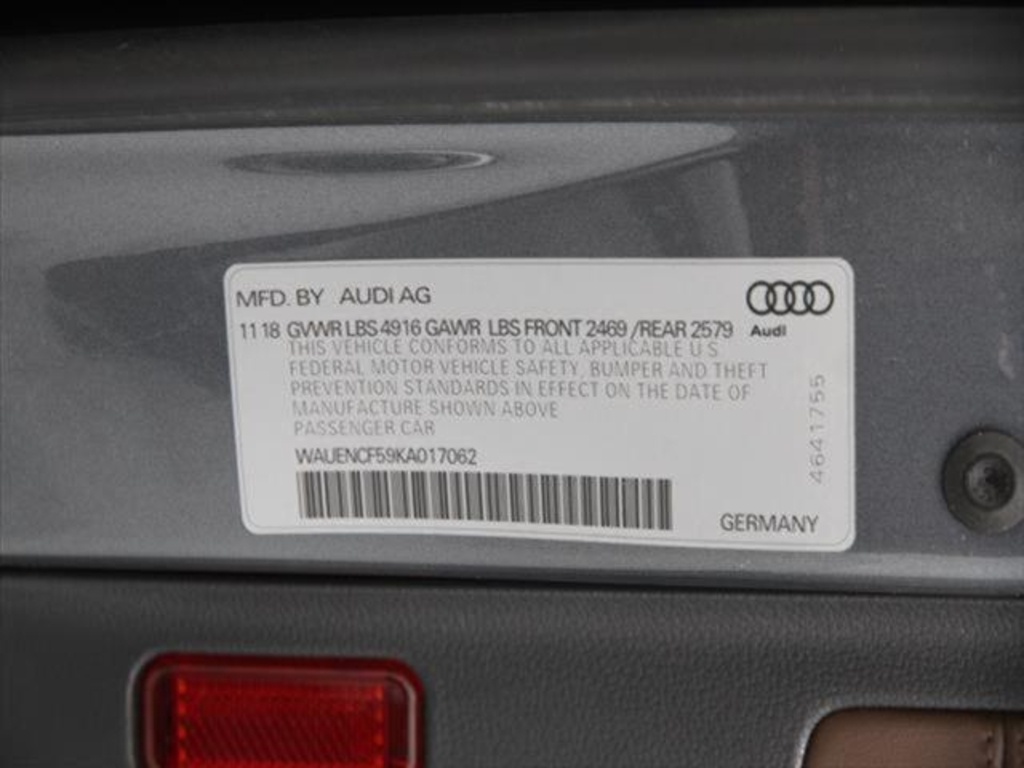 MFD. BY AUDI AG
Audi
11 18 GVWR LBS 4916 GAWR LBS FRONT 2469 /REAR 2579
THIS VEHICLE CONFORMS TO ALL APPLICABLE U S
FEDERAL MOTOR VEHICLE SAFETY, BUMPER AND THEFT
PREVENTION STANDARDS IN EFFECT ON THE DATE OF
MANUFACTURE SHOWN ABOVE
PASSENGER CAR
WAUENCF59KA017062
GERMANY
4641755